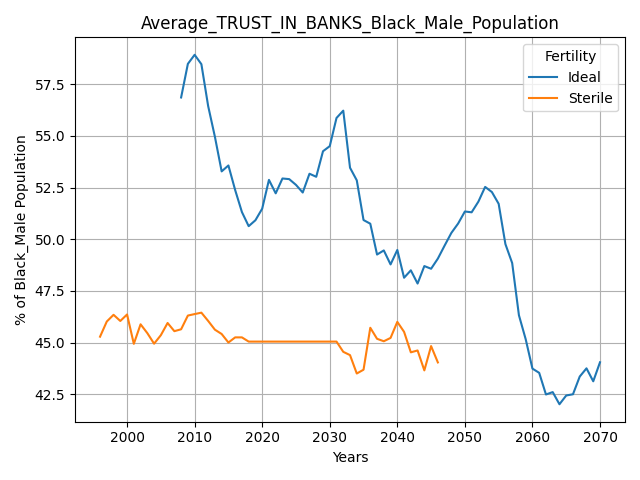 Average_TRUST_IN_BANKS_Black_Male_Population
Fertility
Ideal
Sterile
% of Black_Male Population
57.5
55.0
52.5
50.0
47.5
45.0
42.5
2000 2010 2020 2030 2040 2050 2060 2070
Years